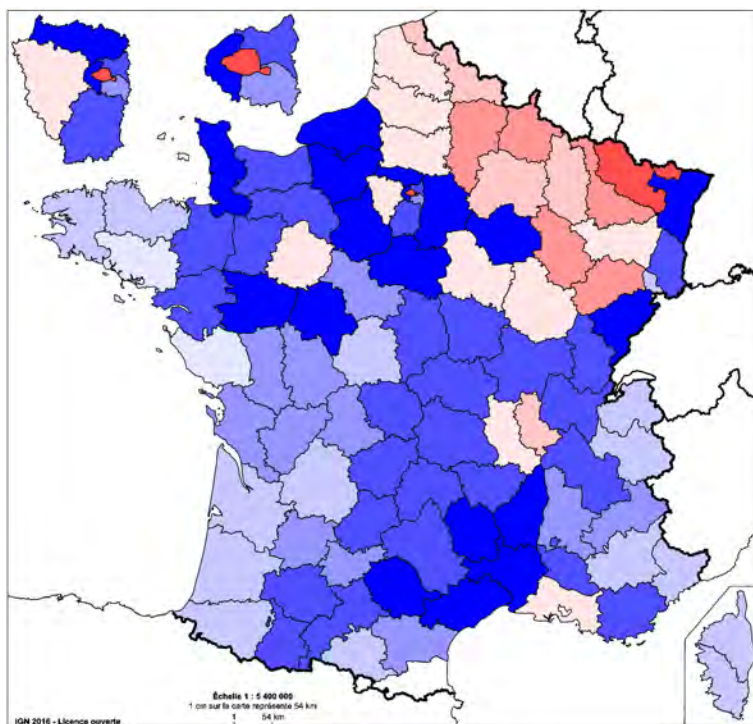 Échelle 1 : 5 400 000
1 cm sur la carte représente 54 km
1 54 km
IGN 2016 - Licence ouverte